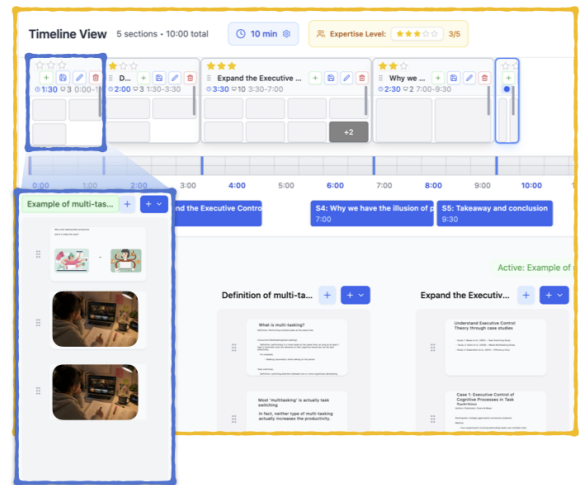 Timeline View 5 sections • 10:00 total 10 min Expertise Level: 3/5
D... Expand the Executive ... Why we ...
1:30 3 0:00-1 2:00 3 1:30-3:30 3:30 10 3:30-7:00 2:30 2 7:00-9:30
+2
0:00 1:00 2:00 3:00 4:00 5:00 6:00 7:00 8:00 9:00 10:00
Example of multi-tas... + +
nd the Executive Contro S4: Why we have the illusion of p S5: Takeaway and conclusion
7:00 9:30
Active: Example of
Definition of multi-ta... + + Expand the Executiv... + +
What is multi-tasking?
Understand Executive Control
Theory through case studies
Most 'multitasking' is actually task
switching
In fact, neither type of multi-tasking
actually increases the productivity.
Case 1: Executive Control of
Cognitive Processes in Task